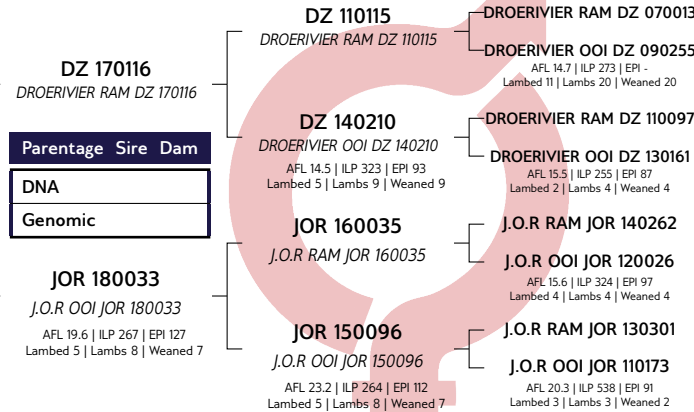 DZ 170116
DROERIVIER RAM DZ 170116
Parentage Sire Dam
DNA
Genomic
JOR 180033
J.O.R OOI JOR 180033
AFL 19.6 | ILP 267 | EPI 127
Lambed 5 | Lambs 8 | Weaned 7
DZ 110115
DROERIVIER RAM DZ 110115
DZ 140210
DROERIVIER OOI DZ 140210
AFL 14.5 | ILP 323 | EPI 93
Lambed 5 | Lambs 9 | Weaned 9
JOR 160035
J.O.R RAM JOR 160035
JOR 150096
J.O.R OOI JOR 150096
AFL 23.2 | ILP 264 | EPI 112
Lambed 5 | Lambs 8 | Weaned 7
DROERIVIER RAM DZ 070013
DROERIVIER OOI DZ 090255
AFL 14.7 | ILP 273 | EPI -
Lambed 11 | Lambs 20 | Weaned 20
DROERIVIER RAM DZ 110097
DROERIVIER OOI DZ 130161
AFL 15.5 | ILP 255 | EPI 87
Lambed 2 | Lambs 4 | Weaned 4
J.O.R RAM JOR 140262
J.O.R OOI JOR 120026
AFL 15.6 | ILP 324 | EPI 97
Lambed 4 | Lambs 4 | Weaned 4
J.O.R RAM JOR 130301
J.O.R OOI JOR 110173
AFL 20.3 | ILP 538 | EPI 91
Lambed 3 | Lambs 3 | Weaned 2